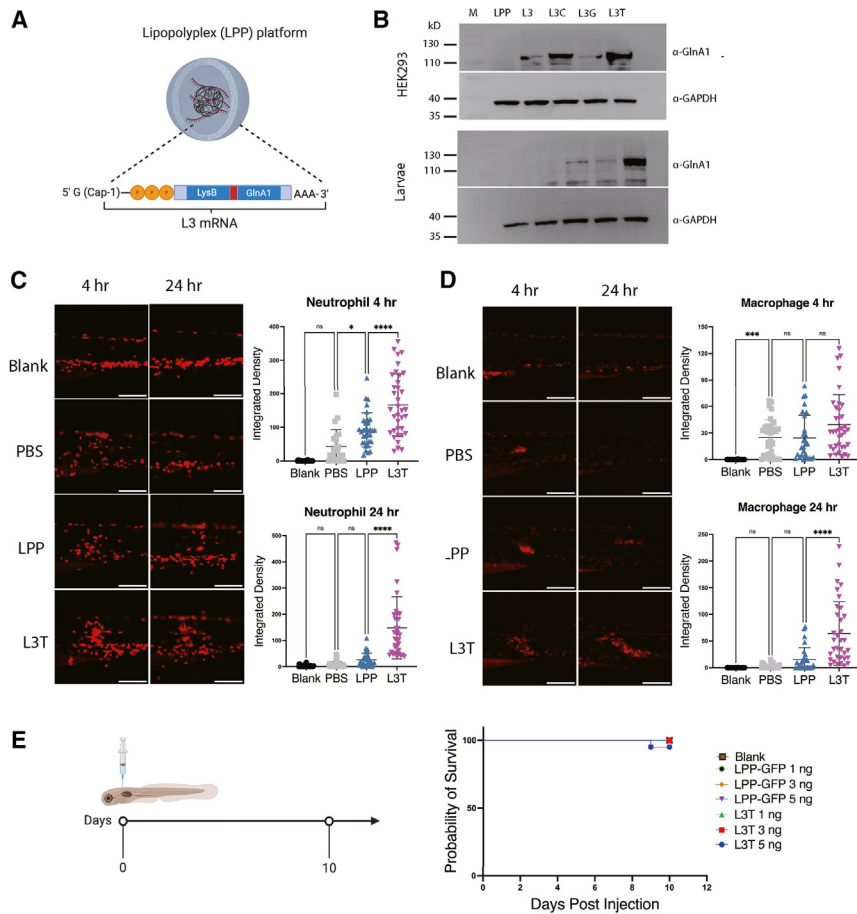 A
Lipopolyplex (LPP) platform
5' G (Cap-1)
P P P
LysB
GlnA1
AAA-3'
L3 mRNA
B
kD M LPP L3 L3C L3G L3T
HEK293
130
110
α-GlnA1
40
35
α-GAPDH
Larvae
130
110
α-GlnA1
40
35
α-GAPDH
C
4 hr 24 hr
Blank
PBS
LPP
L3T
Neutrophil 4 hr
Integrated Density
400
300
200
100
0
ns * ****
Blank PBS LPP L3T
Neutrophil 24 hr
Integrated Density
500
400
300
200
100
0
ns ns ****
Blank PBS LPP L3T
D
4 hr 24 hr
Blank
PBS
_PP
L3T
Macrophage 4 hr
Integrated Density
150
120
90
60
30
0
*** ns ns
Blank PBS LPP L3T
Macrophage 24 hr
Integrated Density
250
200
150
100
50
0
ns ns ****
Blank PBS LPP L3T
E
Days
0 10
Probability of Survival
100
50
0
0 2 4 6 8 10 12
Days Post Injection
Blank
LPP-GFP 1 ng
LPP-GFP 3 ng
LPP-GFP 5 ng
L3T 1 ng
L3T 3 ng
L3T 5 ng